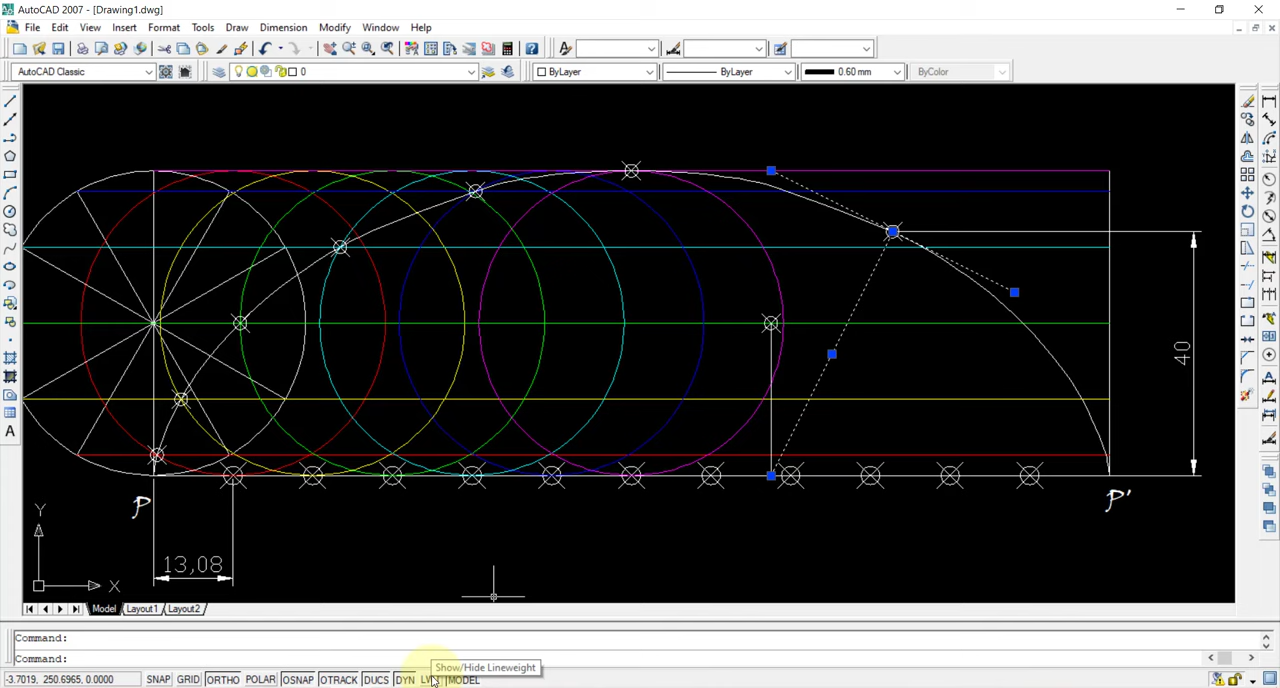 AutoCAD 2007 - [Drawing1.dwg]
File Edit View Insert Format Tools Draw Dimension Modify Window Help
AutoCAD Classic 0 ByLayer ByLayer 0.60 mm ByColor
40
P P'
13,08
Y
X
Model Layout1 Layout2
Command:
Command:
Show/Hide Lineweight
-3.7019, 250.6965, 0.0000 SNAP GRID ORTHO POLAR OSNAP OTRACK DUCS DYN MODEL